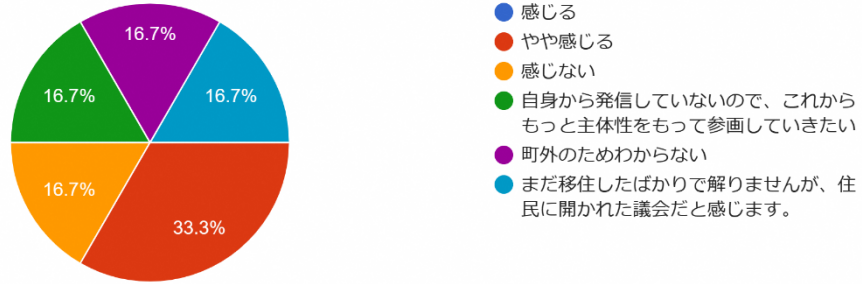 16.7%
16.7%
16.7%
16.7%
33.3%
感じる
やや感じる
感じない
自身から発信していないので、これから
もっと主体性をもって参画していきたい
町外のためわからない
まだ移住したばかりで解りませんが、住
民に開かれた議会だと感じます。